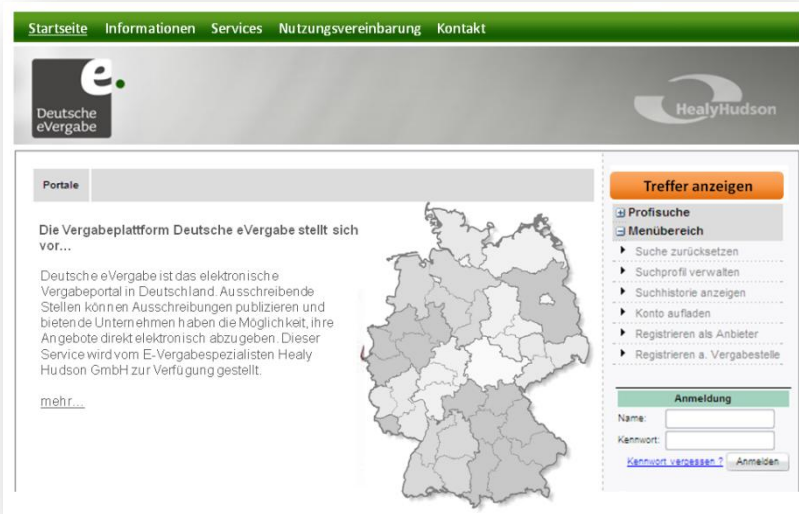 Startseite Informationen Services Nutzungsvereinbarung Kontakt
e.
Deutsche
eVergabe
HealyHudson
Portale
Die Vergabeplattform Deutsche eVergabe stellt sich
vor...
Deutsche eVergabe ist das elektronische
Vergabeportal in Deutschland. Ausschreibende
Stellen können Ausschreibungen publizieren und
bietende Unternehmen haben die Möglichkeit, ihre
Angebote direkt elektronisch abzugeben. Dieser
Service wird vom E-Vergabespezialisten Healy
Hudson GmbH zur Verfügung gestellt.
mehr...
Treffer anzeigen
Profisuche
Menübereich
Suche zurücksetzen
Suchprofil verwalten
Suchhistorie anzeigen
Konto aufladen
Registrieren als Anbieter
Registrieren a. Vergabestelle
Anmeldung
Name:
Kennwort:
Kennwort vergessen ? Anmelden